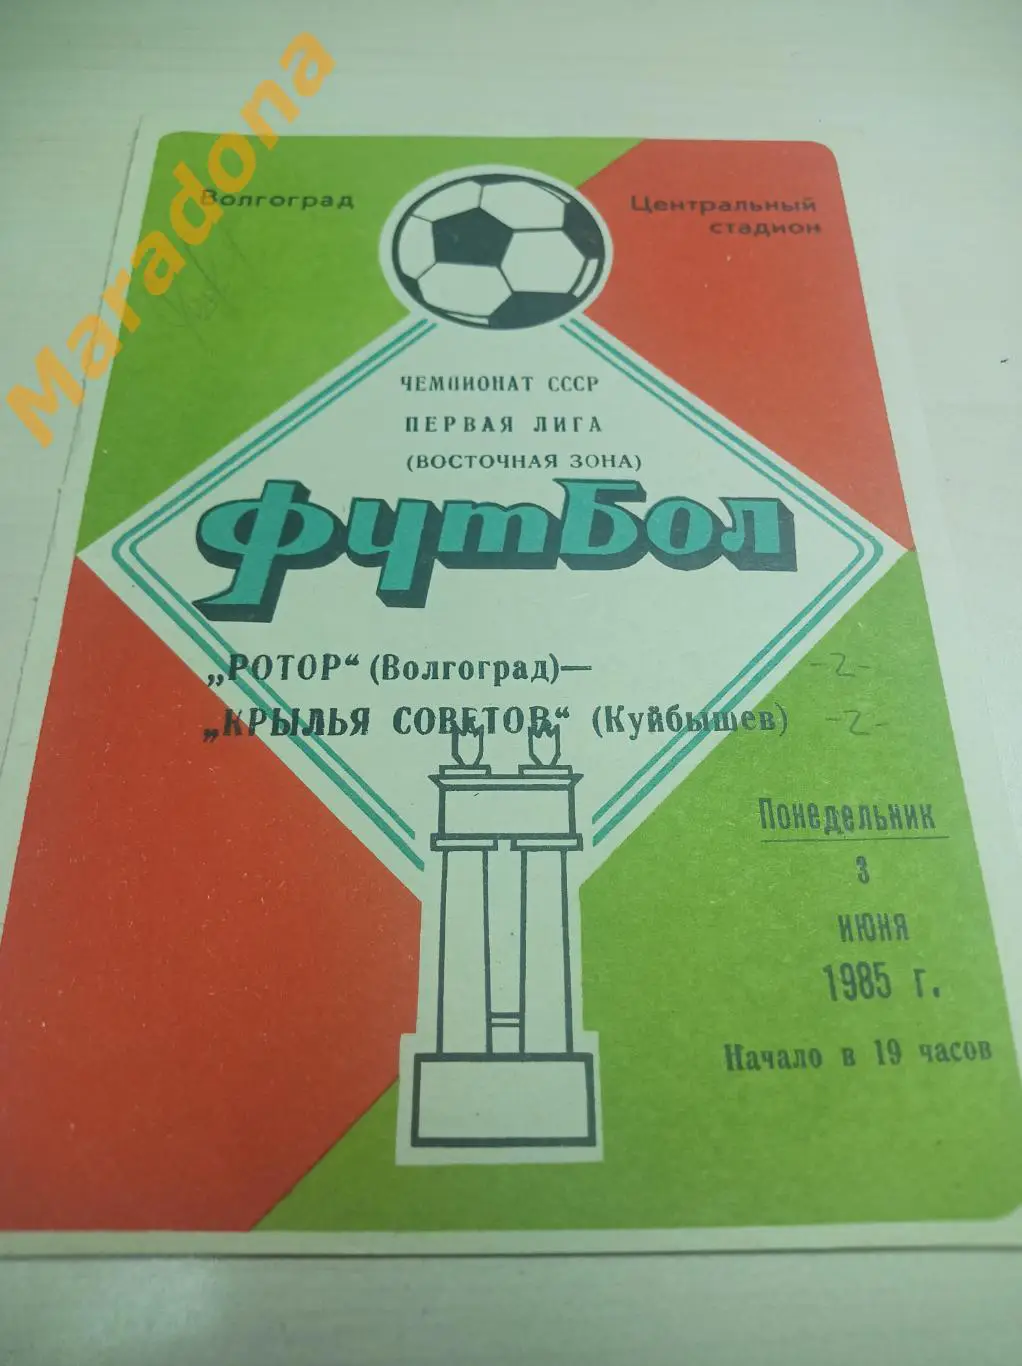 Maradona
Волгоград
Центральный
стадион
ЧЕМПИОНАТ СССР
ПЕРВАЯ ЛИГА
(ВОСТОЧНАЯ ЗОНА)
футбол
„РОТОР“ (Волгоград)— -2-
„КРЫЛЬЯ СОВЕТОВ“ (Куйбышев) -2-
Понедельник
3
июня
1985 г.
Начало в 19 часов